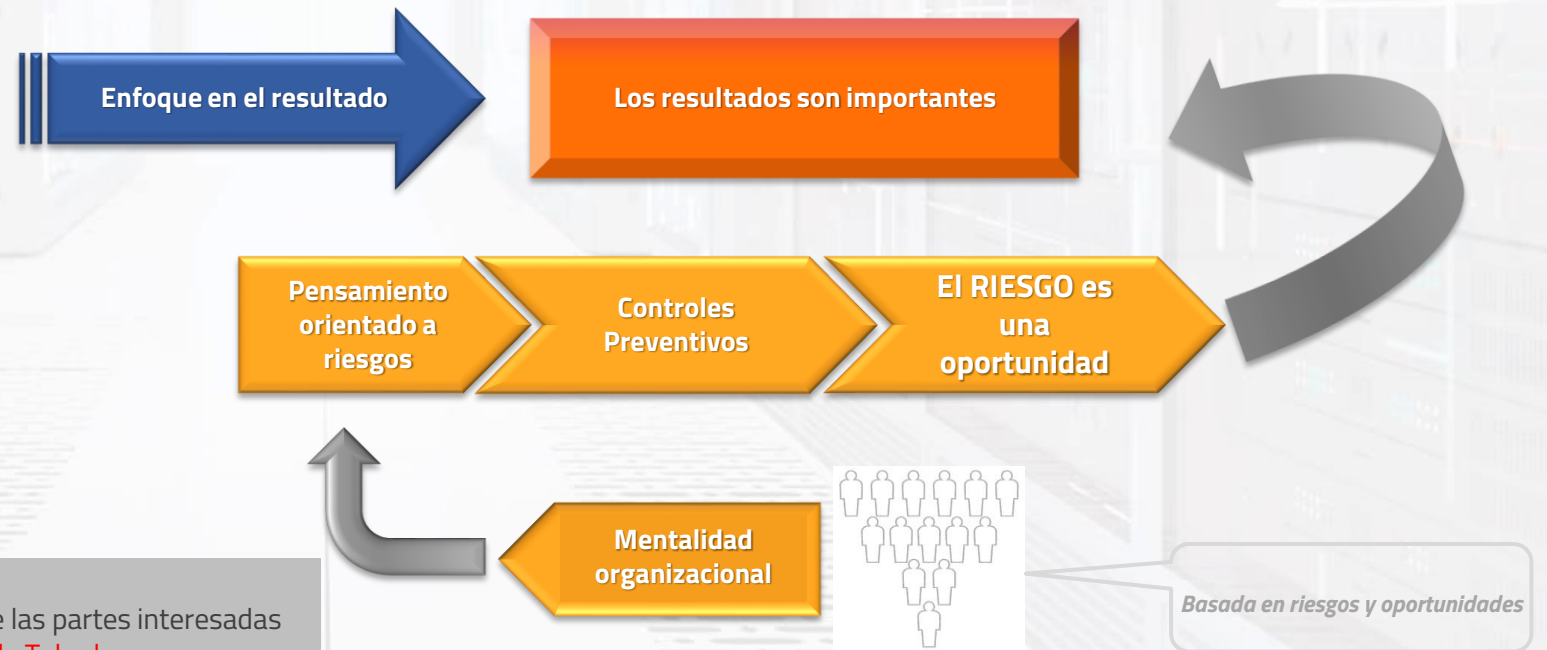 Enfoque en el resultado
Los resultados son importantes
Pensamiento
orientado a
riesgos
Controles
Preventivos
El RIESGO es
una
oportunidad
Mentalidad
organizacional
Basada en riesgos y oportunidades
las partes interesadas